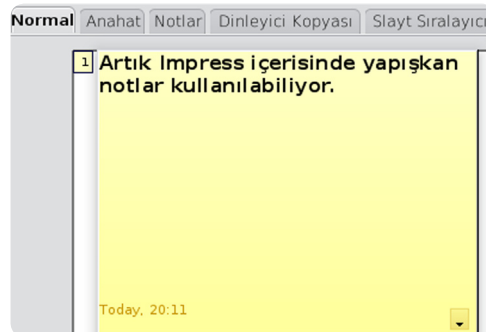 Normal Anahat Notlar Dinleyici Kopyası Slayt Sıralayıcı
1 Artık Impress içerisinde yapışkan
notlar kullanılabiliyor.
Today, 20:11